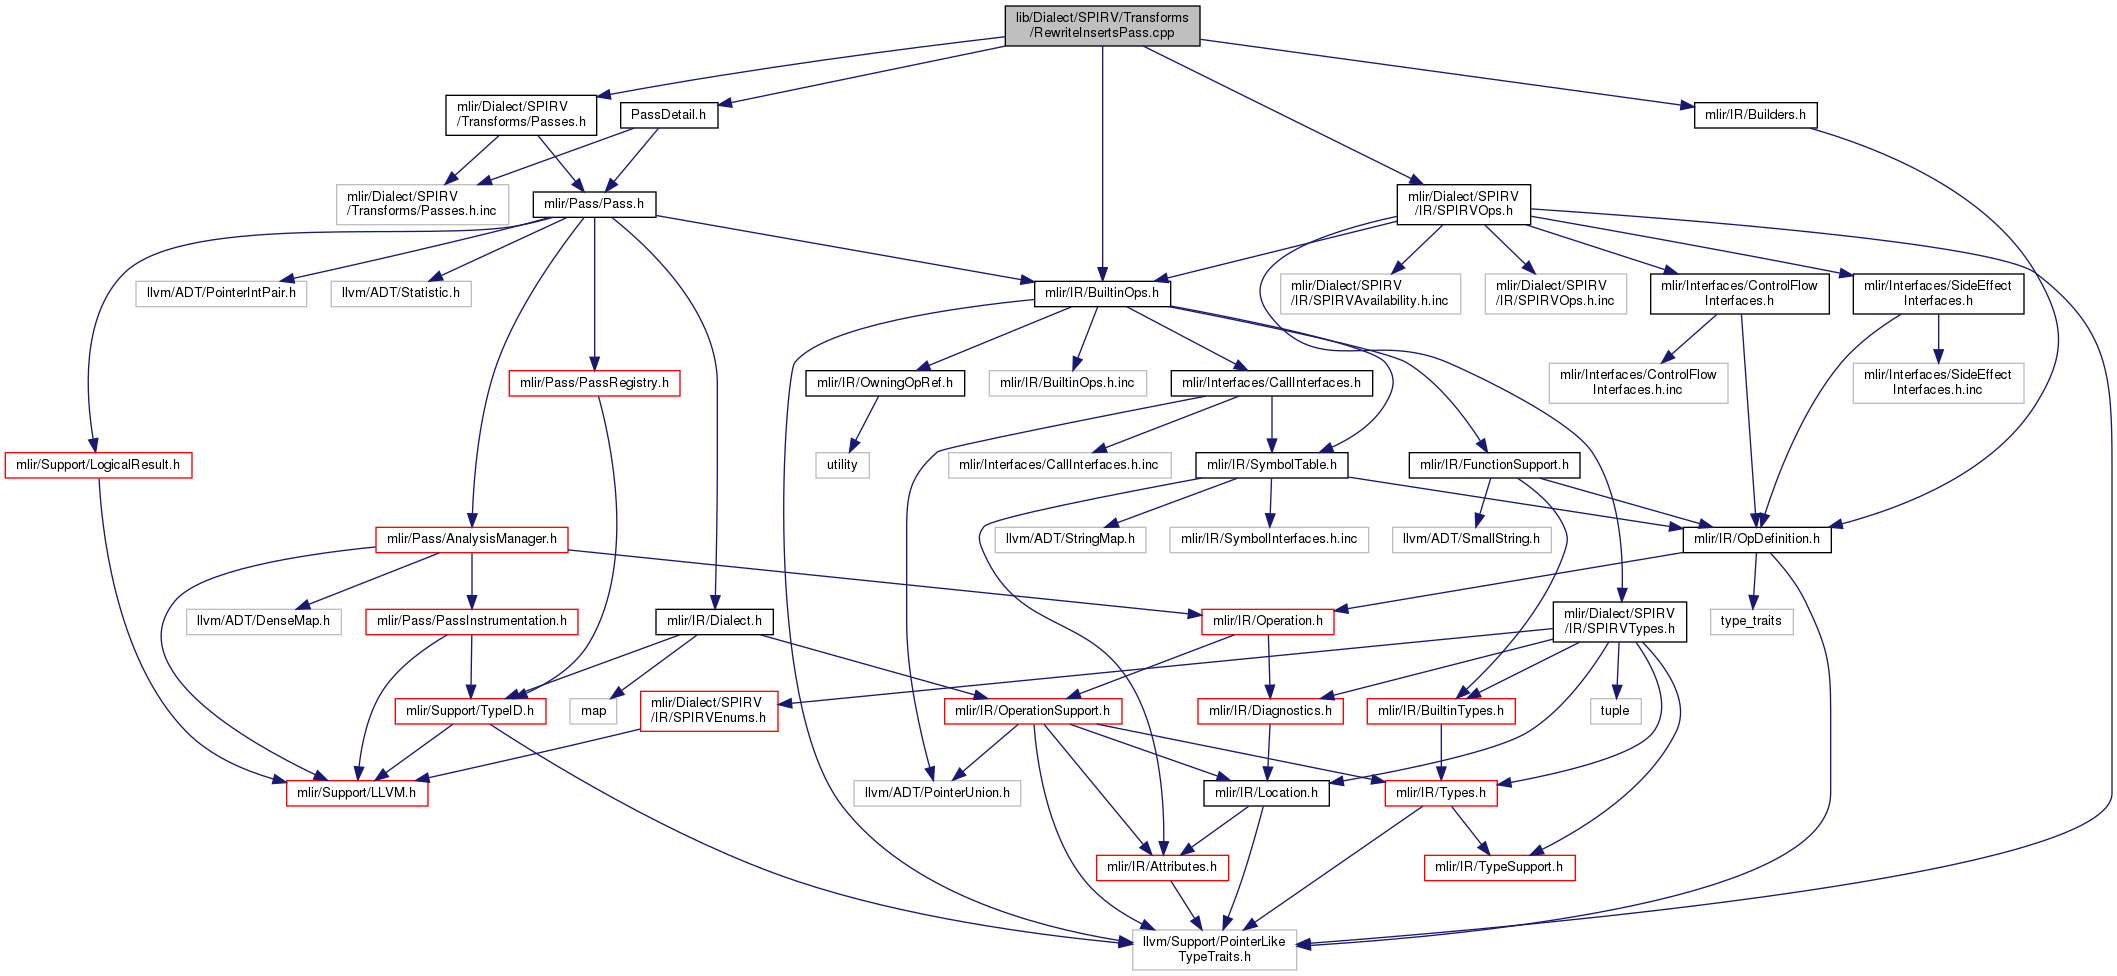 lib/Dialect/SPIRV/Transforms
/RewriteInsertsPass.cpp
mlir/Dialect/SPIRV
/Transforms/Passes.h
PassDetail.h
mlir/IR/Builders.h
mlir/Dialect/SPIRV
/Transforms/Passes.h.inc
mlir/Pass/Pass.h
mlir/Dialect/SPIRV
/IR/SPIRVOps.h
llvm/ADT/PointerIntPair.h
llvm/ADT/Statistic.h
mlir/IR/BuiltinOps.h
mlir/Dialect/SPIRV
/IR/SPIRVAvailability.h.inc
mlir/Dialect/SPIRV
/IR/SPIRVOps.h.inc
mlir/Interfaces/ControlFlow
Interfaces.h
mlir/Interfaces/SideEffect
Interfaces.h
mlir/Pass/PassRegistry.h
mlir/IR/OwningOpRef.h
mlir/IR/BuiltinOps.h.inc
mlir/Interfaces/CallInterfaces.h
mlir/Interfaces/ControlFlow
Interfaces.h.inc
mlir/Interfaces/SideEffect
Interfaces.h.inc
mlir/Support/LogicalResult.h
utility
mlir/Interfaces/CallInterfaces.h.inc
mlir/IR/SymbolTable.h
mlir/IR/FunctionSupport.h
mlir/Pass/AnalysisManager.h
llvm/ADT/StringMap.h
mlir/IR/SymbolInterfaces.h.inc
llvm/ADT/SmallString.h
mlir/IR/OpDefinition.h
llvm/ADT/DenseMap.h
mlir/Pass/PassInstrumentation.h
mlir/IR/Dialect.h
mlir/IR/Operation.h
mlir/Dialect/SPIRV
/IR/SPIRVTypes.h
type_traits
mlir/Support/TypeID.h
map
mlir/Dialect/SPIRV
/IR/SPIRVEnums.h
mlir/IR/OperationSupport.h
mlir/IR/Diagnostics.h
mlir/IR/BuiltinTypes.h
tuple
mlir/Support/LLVM.h
llvm/ADT/PointerUnion.h
mlir/IR/Location.h
mlir/IR/Types.h
mlir/IR/Attributes.h
mlir/IR/TypeSupport.h
llvm/Support/PointerLike
TypeTraits.h